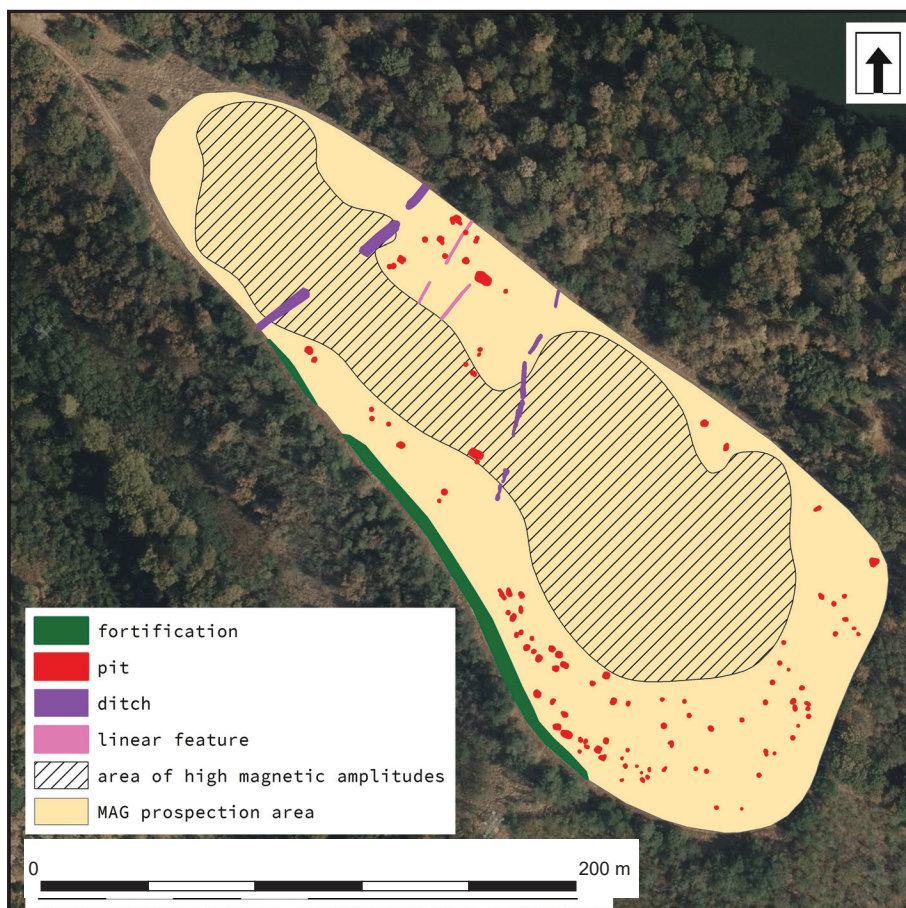 fortification
pit
ditch
linear feature
area of high magnetic amplitudes
MAG prospection area
0 200 m